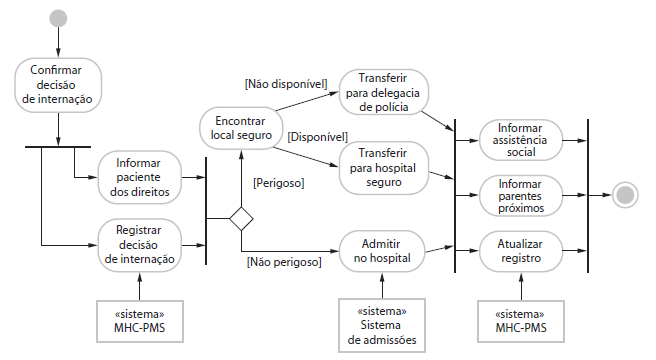 Confirmar
decisão
de internação
Informar
paciente
dos direitos
Registrar
decisão
de internação
«sistema»
MHC-PMS
Encontrar
local seguro
[Não disponível]
[Disponível]
[Perigoso]
[Não perigoso]
Transferir
para delegacia
de polícia
Transferir
para hospital
seguro
Admitir
no hospital
«sistema»
Sistema
de admissões
Informar
assistência
social
Informar
parentes
próximos
Atualizar
registro
«sistema»
MHC-PMS